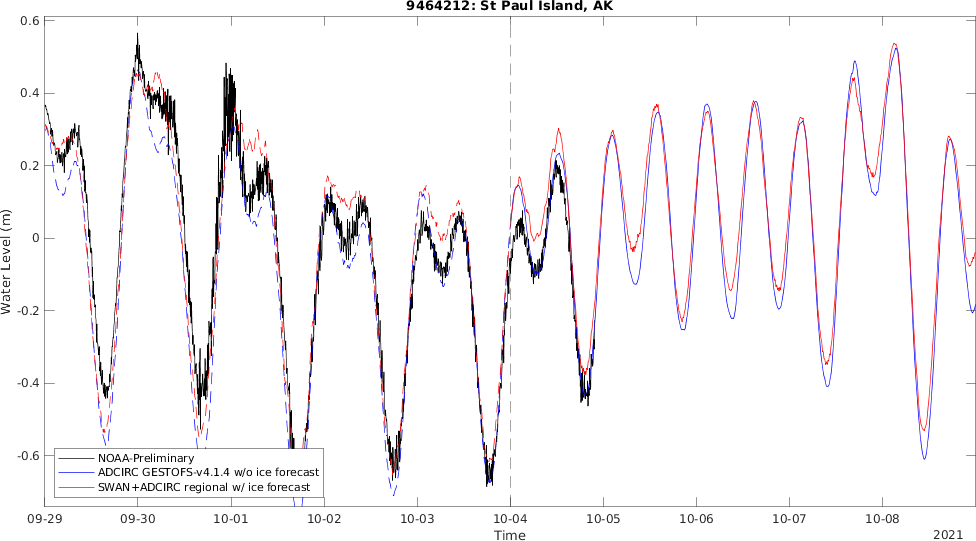 9464212: St Paul Island, AK
0.6
0.4
0.2
0
-0.2
-0.4
-0.6
Water Level (m)
NOAA-Preliminary
ADCIRC GESTOFS-v4.1.4 w/o ice forecast
SWAN+ADCIRC regional w/ ice forecast
09-29 09-30 10-01 10-02 10-03 10-04 10-05 10-06 10-07 10-08
Time
2021